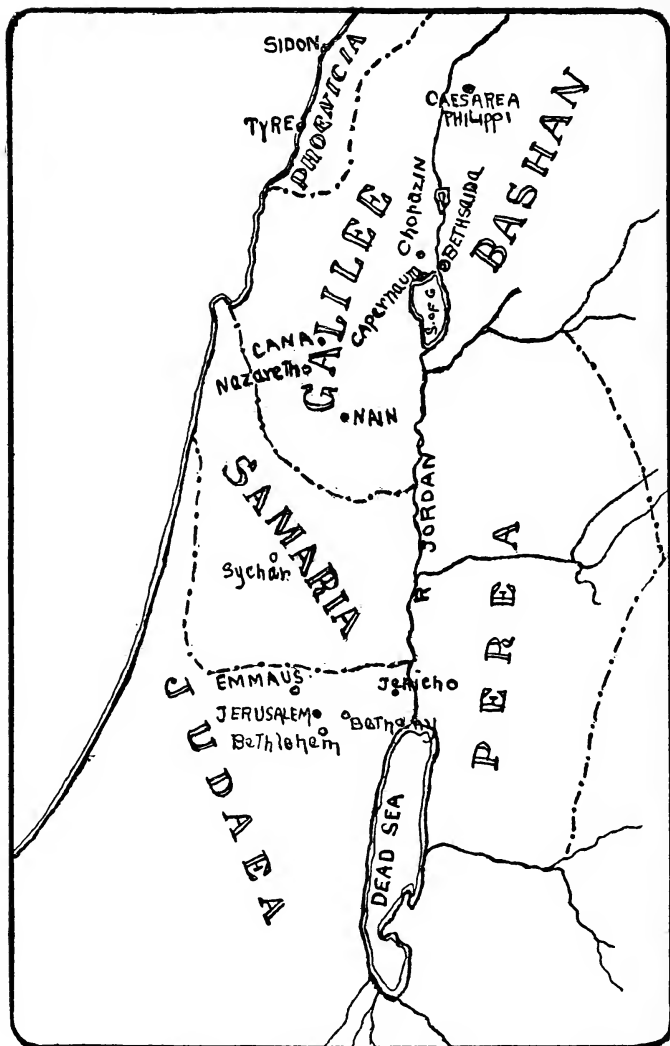 SIDON
PHOENICIA
TYRE
CAESAREA
PHILIPPI
BASHAN
Chorazin
BETHSAIDA
GALILEE
Capernaum
S. OF G.
CANA
Nazareth
NAIN
SAMARIA
R JORDAN
Sychar
PEREA
EMMAUS
Jericho
JERUSALEM
Bethany
Bethlehem
JUDAEA
DEAD SEA